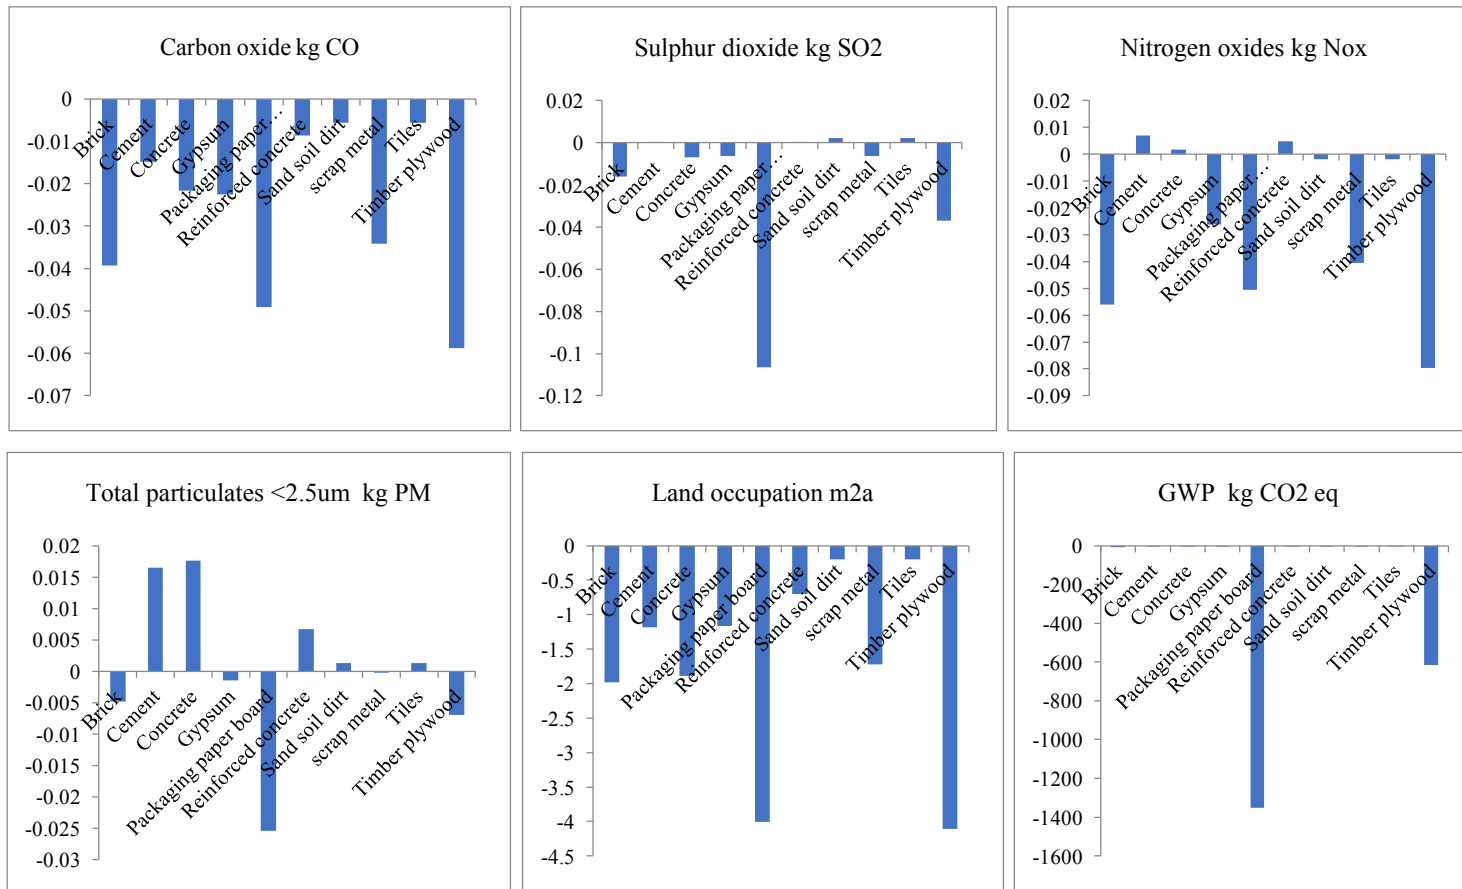 Carbon oxide kg CO
0
-0.01
-0.02
-0.03
-0.04
-0.05
-0.06
-0.07
Brick
Cement
Concrete
Gypsum
Packaging paper…
Reinforced concrete
Sand soil dirt
scrap metal
Tiles
Timber plywood
Sulphur dioxide kg SO2
0.02
0
-0.02
-0.04
-0.06
-0.08
-0.1
-0.12
Brick
Cement
Concrete
Gypsum
Packaging paper…
Reinforced concrete
Sand soil dirt
scrap metal
Tiles
Timber plywood
Nitrogen oxides kg Nox
0.02
0.01
0
-0.01
-0.02
-0.03
-0.04
-0.05
-0.06
-0.07
-0.08
-0.09
Brick
Cement
Concrete
Gypsum
Packaging paper…
Reinforced concrete
Sand soil dirt
scrap metal
Tiles
Timber plywood
Total particulates <2.5um kg PM
0.02
0.015
0.01
0.005
0
-0.005
-0.01
-0.015
-0.02
-0.025
-0.03
Brick
Cement
Concrete
Gypsum
Packaging paper board
Reinforced concrete
Sand soil dirt
scrap metal
Tiles
Timber plywood
Land occupation m2a
0
-0.5
-1
-1.5
-2
-2.5
-3
-3.5
-4
-4.5
Brick
Cement
Concrete
Gypsum
Packaging paper board
Reinforced concrete
Sand soil dirt
scrap metal
Tiles
Timber plywood
GWP kg CO2 eq
0
-200
-400
-600
-800
-1000
-1200
-1400
-1600
Brick
Cement
Concrete
Gypsum
Packaging paper board
Reinforced concrete
Sand soil dirt
scrap metal
Tiles
Timber plywood